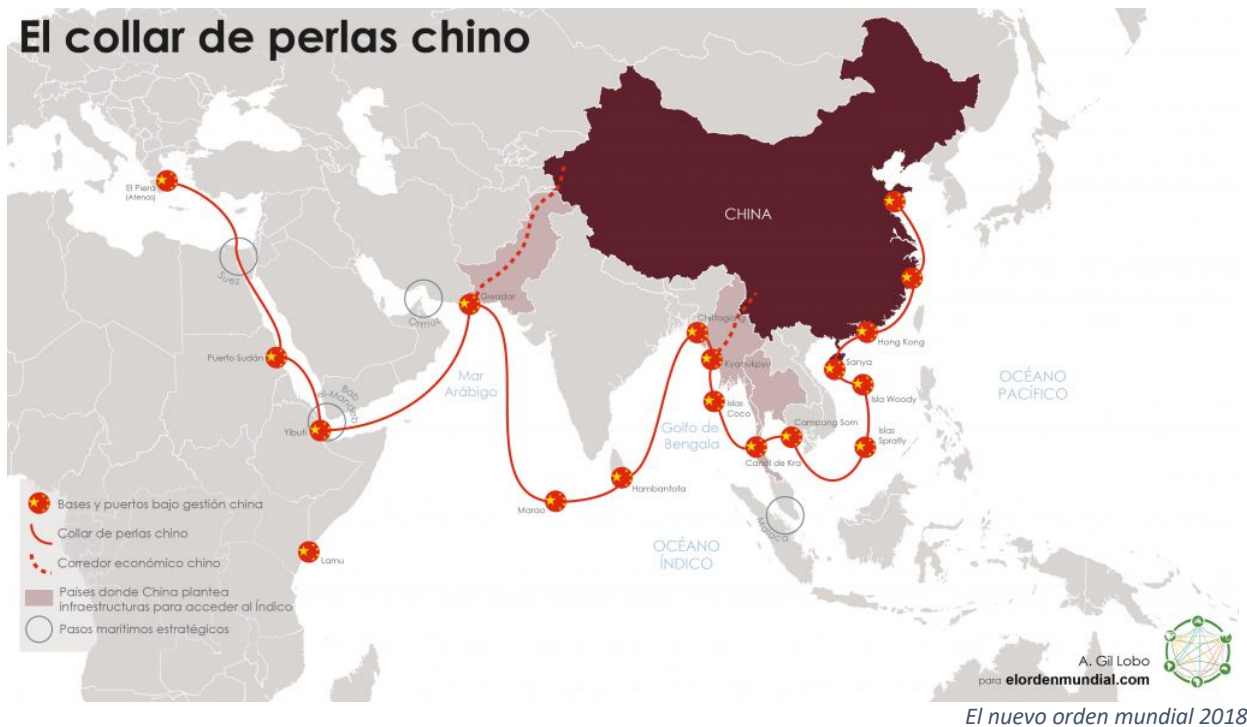 El collar de perlas chino
El Pireo
(Atenas)
Suez
Ormuz
Gwadar
CHINA
Chittagong
Kyaoukpyu
Hong Kong
Sanya
Isla Woody
Puerto Sudán
Bab
el-Mandeb
Mar
Arábigo
OCÉANO
PACÍFICO
Yibuti
Golfo de
Bengala
Islas
Coco
Campung Som
Islas
Spratly
Canal de Kra
Hambantota
Marao
Malaca
OCÉANO
ÍNDICO
Lamu
Bases y puertos bajo gestión china
Collar de perlas chino
Corredor económico chino
Países donde China plantea
infraestructuras para acceder al Índico
Pasos marítimos estratégicos
A. Gil Lobo
para elordenmundial.com
El nuevo orden mundial 2018